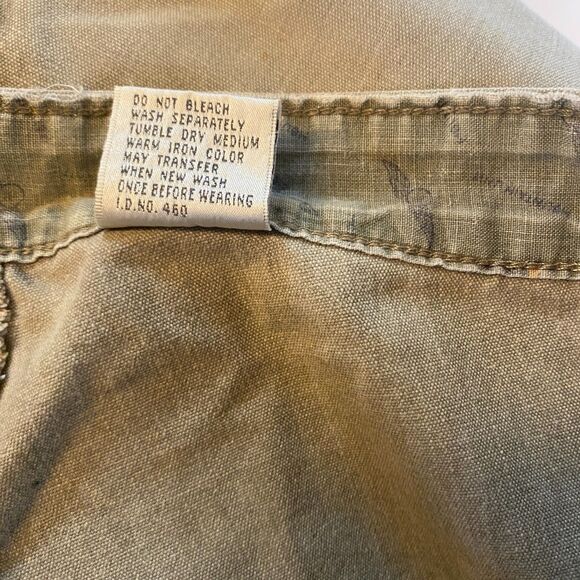 DO NOT BLEACH
WASH SEPARATELY
TUMBLE DRY MEDIUM
WARM IRON COLOR
MAY TRANSFER
WHEN NEW WASH
ONCE BEFORE WEARING
I.D.NO. 460